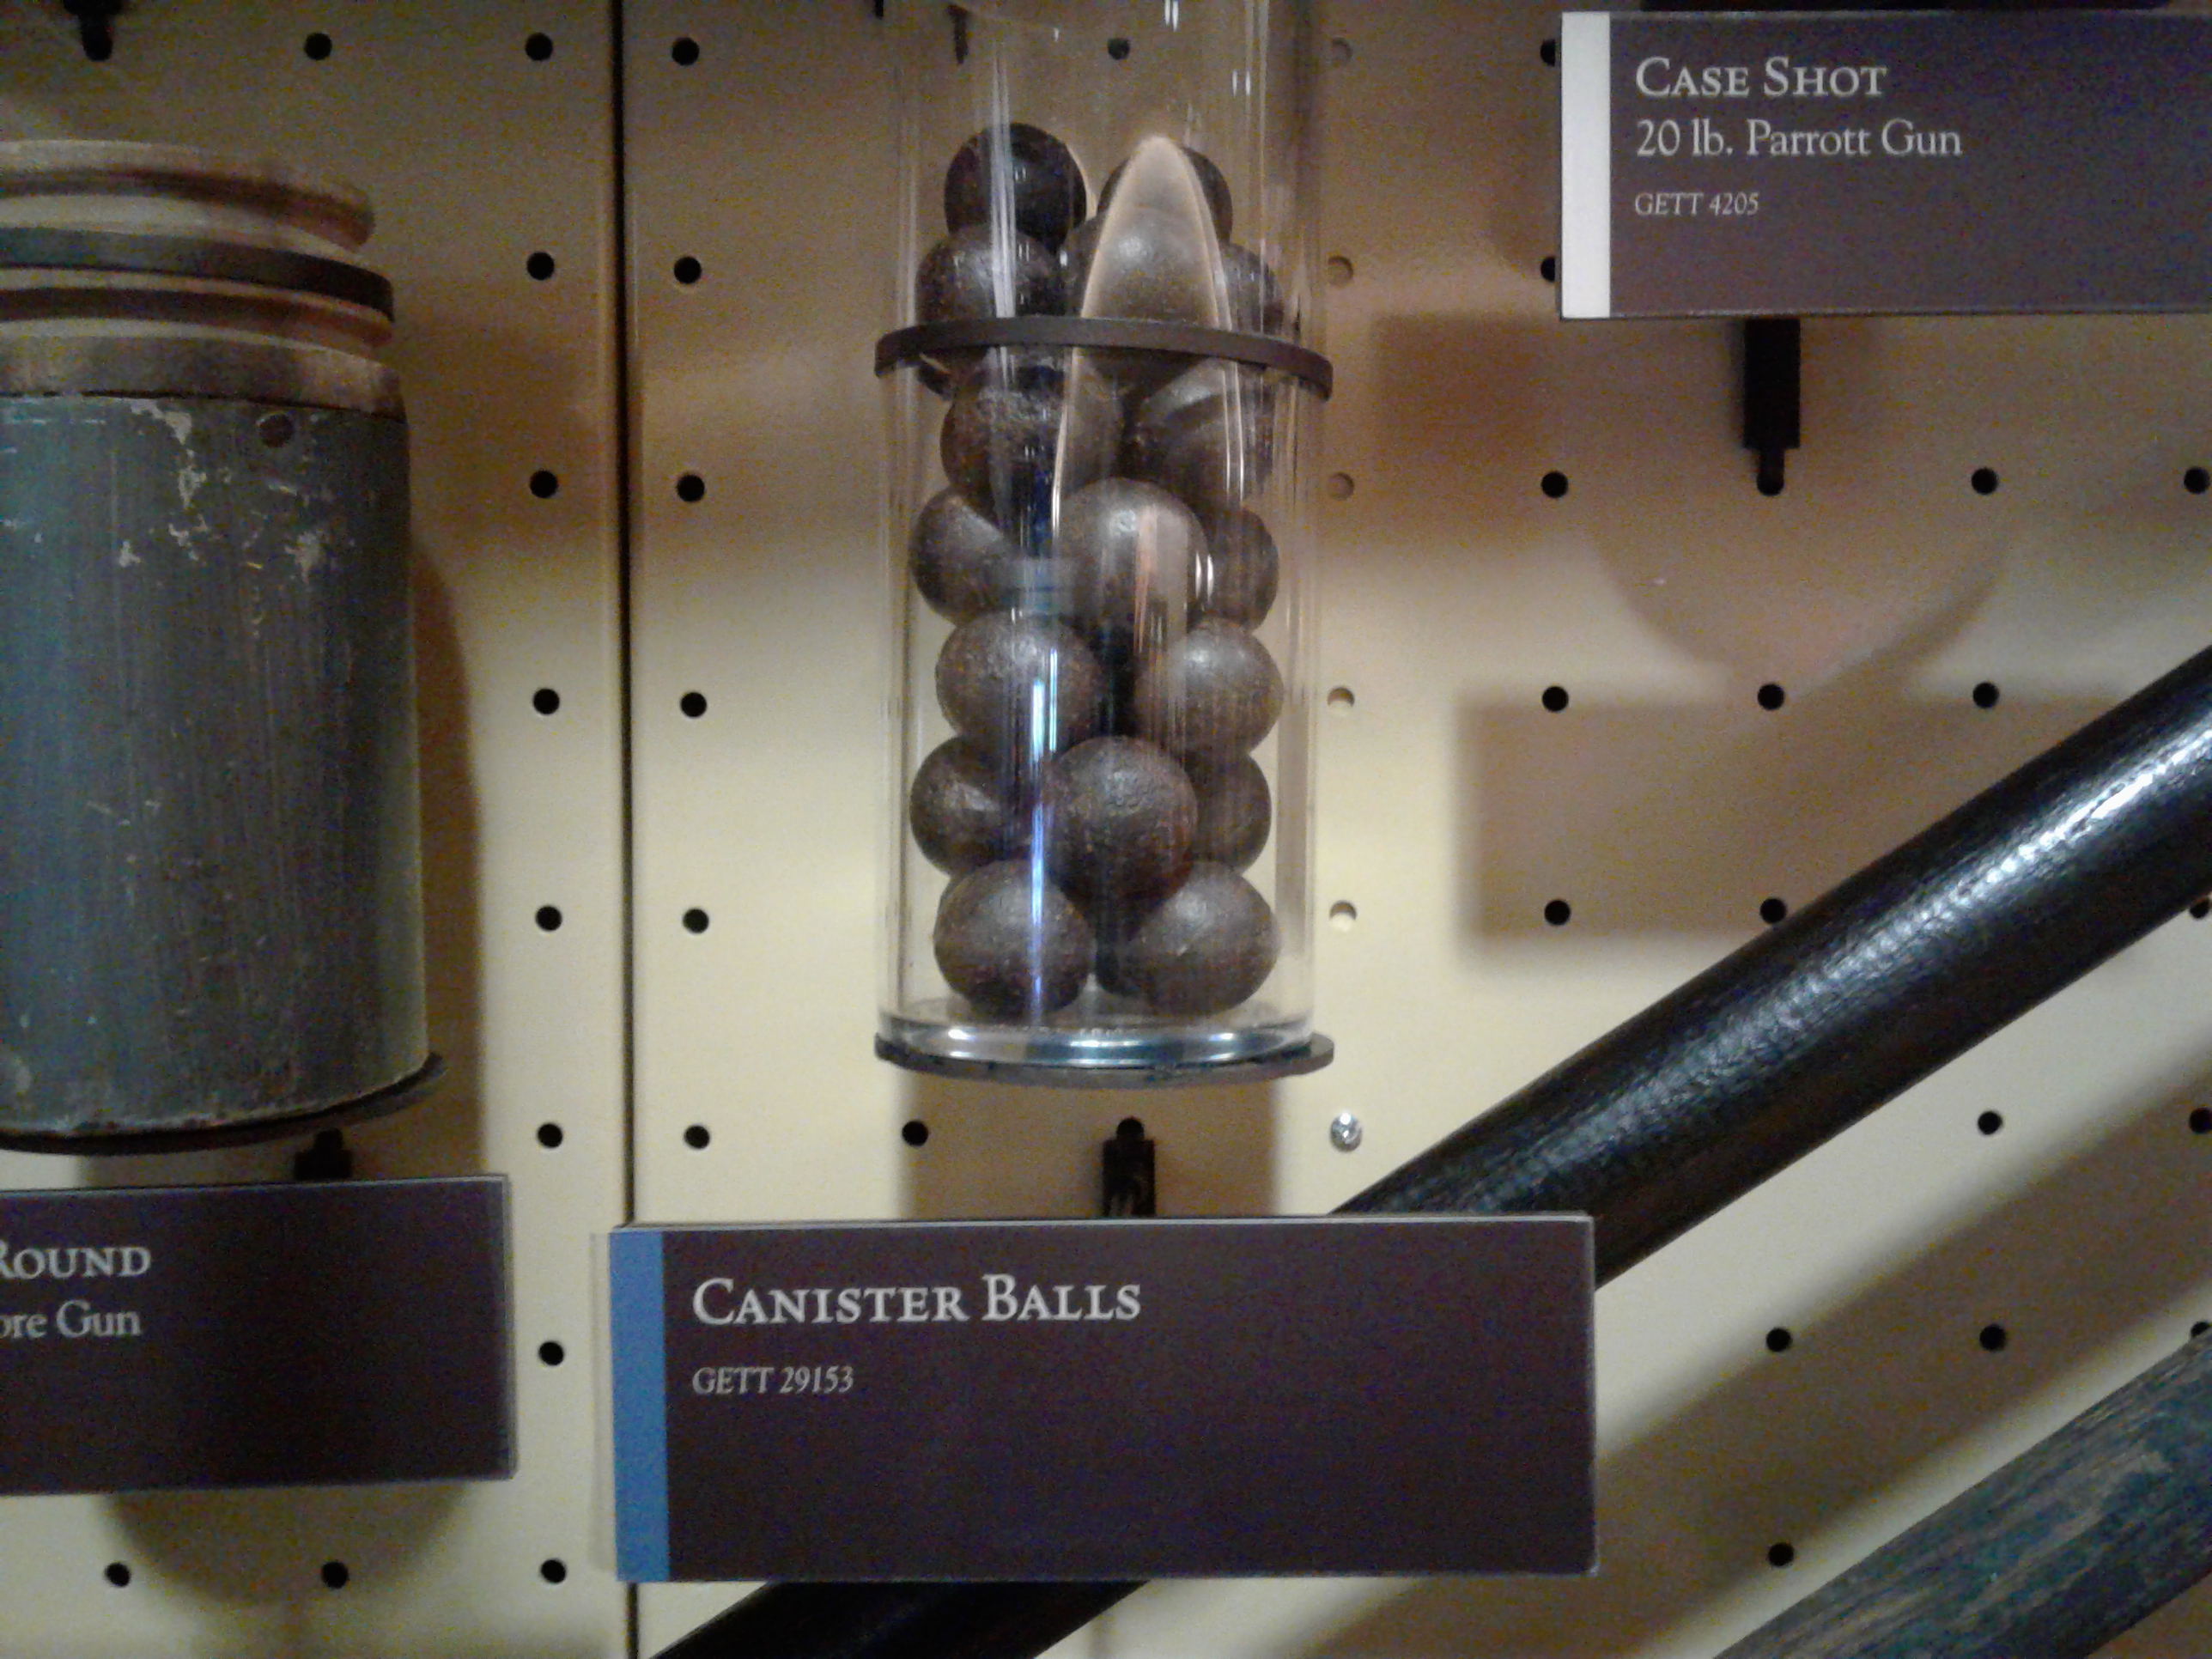 CASE SHOT
20 lb. Parrott Gun
GETT 4205
ROUND
ore Gun
CANISTER BALLS
GETT 29153